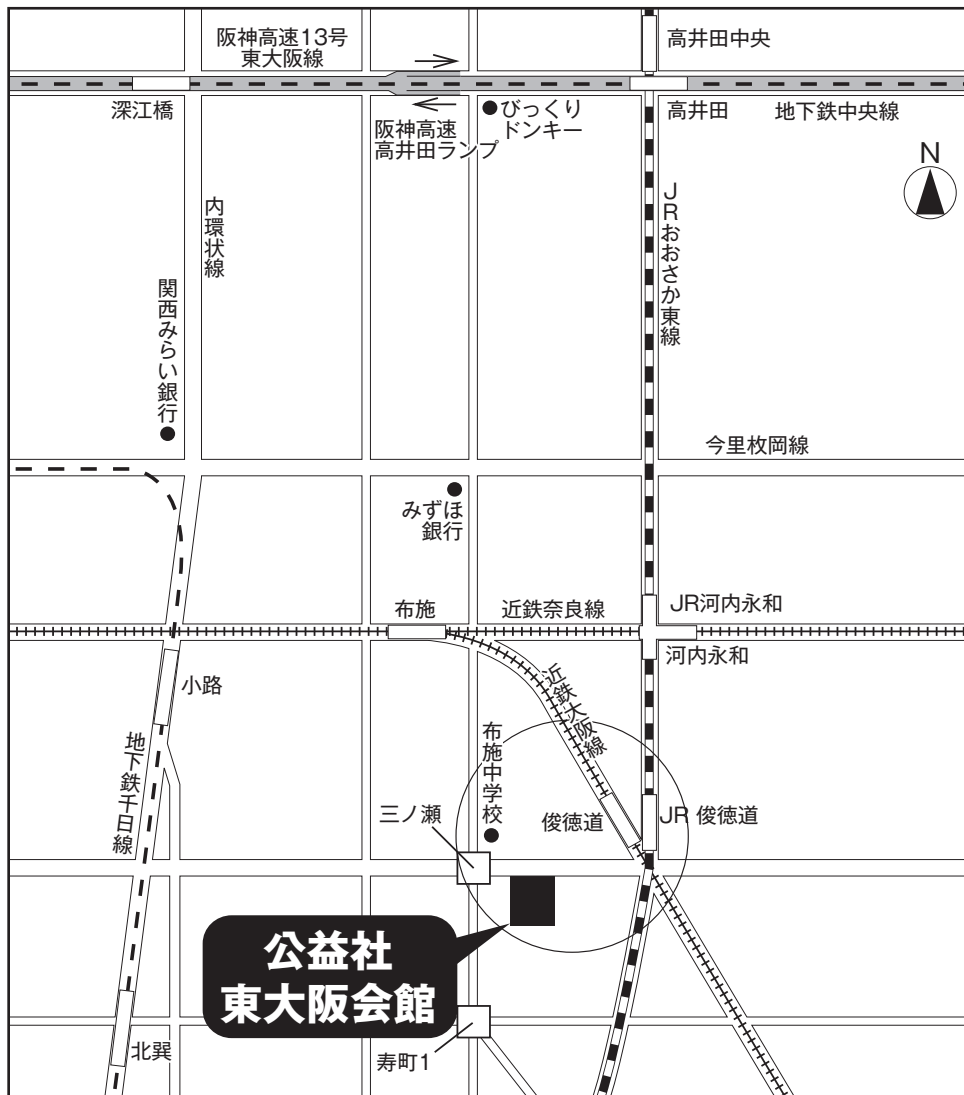 阪神高速13号
東大阪線
高井田中央
深江橋
阪神高速
高井田ランプ
びっくり
ドンキー
高井田
地下鉄中央線
N
内環状線
JRおおさか東線
関西みらい銀行
今里枚岡線
みずほ
銀行
布施
近鉄奈良線
JR河内永和
河内永和
小路
近鉄大阪線
地下鉄千日線
布施中学校
三ノ瀬
俊徳道
JR 俊徳道
公益社
東大阪会館
北巽
寿町1